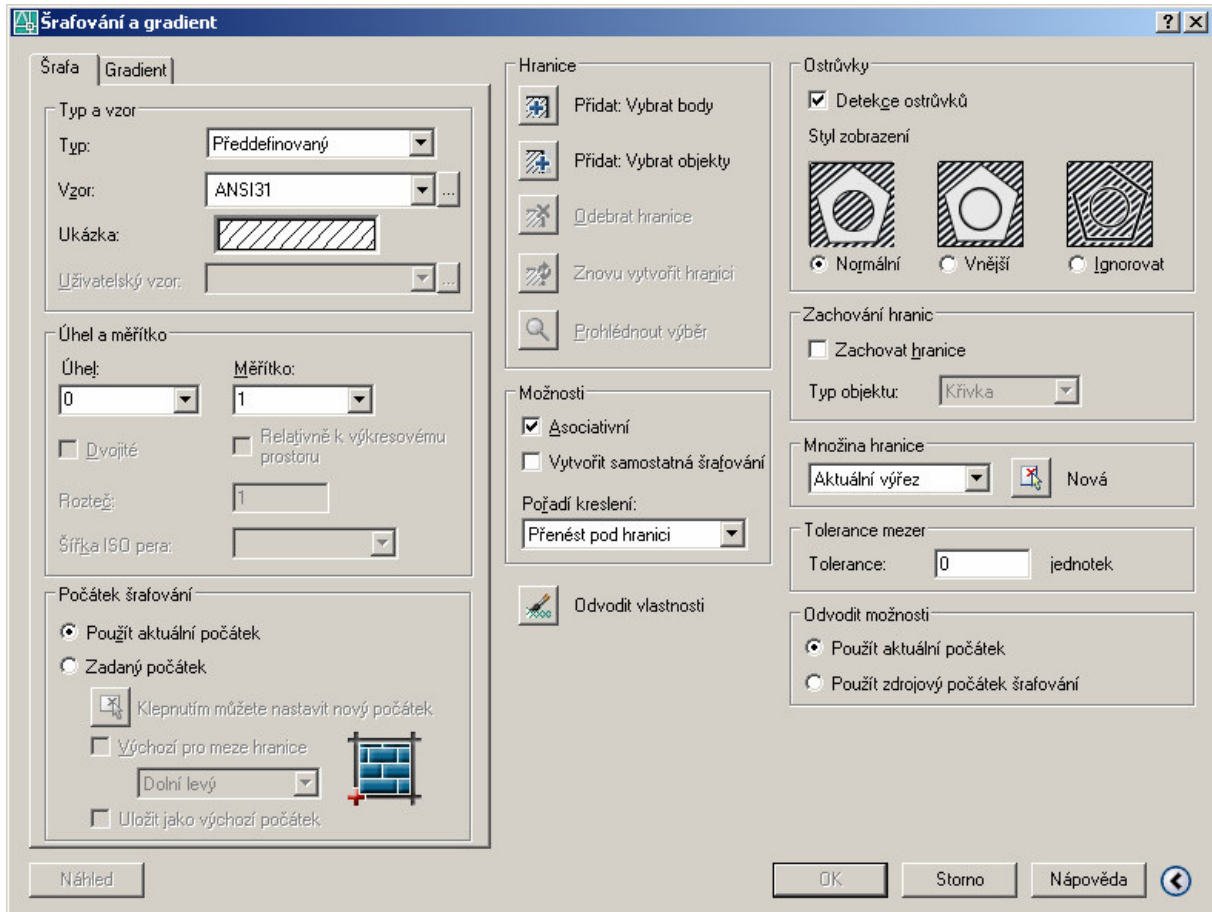 Šrafování a gradient
Šrafa
Gradient
Typ a vzor
Typ:
Předdefinovaný
Vzor:
ANSI31
...
Ukázka:
Uživatelský vzor:
...
Úhel a měřítko
Úhel:
Měřítko:
0
1
Dvojité
Relativně k výkresovému
prostoru
Rozteč:
1
Šířka ISO pera:
Počátek šrafování
Použít aktuální počátek
Zadaný počátek
Klepnutím můžete nastavit nový počátek
Výchozí pro meze hranice
Dolní levý
Uložit jako výchozí počátek
Hranice
Přidat: Vybrat body
Přidat: Vybrat objekty
Odebrat hranice
Znovu vytvořit hranici
Prohlédnout výběr
Možnosti
Asociativní
Vytvořit samostatná šrafování
Pořadí kreslení:
Přenést pod hranici
Odvodit vlastnosti
Ostrůvky
Detekce ostrůvků
Styl zobrazení
Normální
Vnější
Ignorovat
Zachování hranic
Zachovat hranice
Typ objektu:
Křivka
Množina hranice
Aktuální výřez
Nová
Tolerance mezer
Tolerance:
0
jednotek
Odvodit možnosti
Použít aktuální počátek
Použít zdrojový počátek šrafování
Náhled
OK
Storno
Nápověda